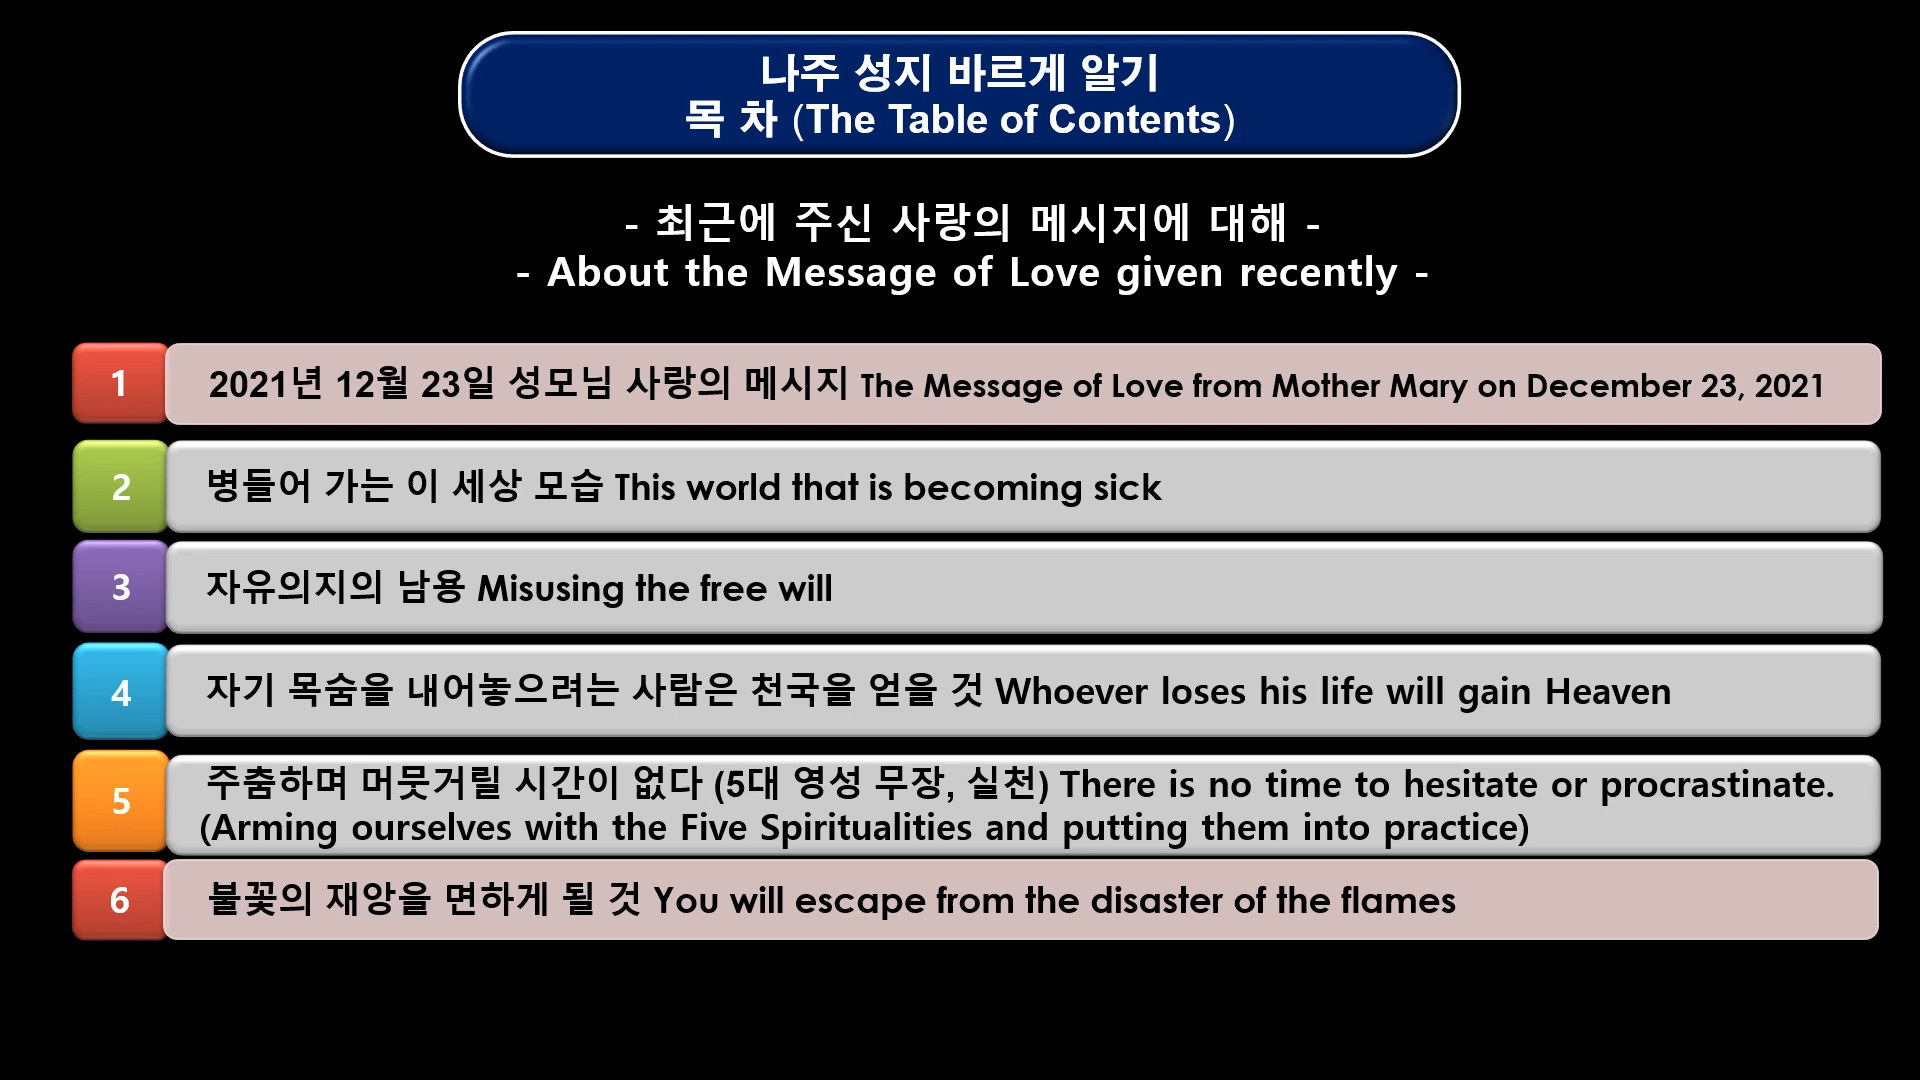 나주 성지 바르게 알기
목 차 (The Table of Contents)
- 최근에 주신 사랑의 메시지에 대해 -
- About the Message of Love given recently -
1 2021년 12월 23일 성모님 사랑의 메시지 The Message of Love from Mother Mary on December 23, 2021
2 병들어 가는 이 세상 모습 This world that is becoming sick
3 자유의지의 남용 Misusing the free will
4 자기 목숨을 내어놓으려는 사람은 천국을 얻을 것 Whoever loses his life will gain Heaven
5 주춤하며 머뭇거릴 시간이 없다 (5대 영성 무장, 실천) There is no time to hesitate or procrastinate.
(Arming ourselves with the Five Spiritualities and putting them into practice)
6 불꽃의 재앙을 면하게 될 것 You will escape from the disaster of the flames